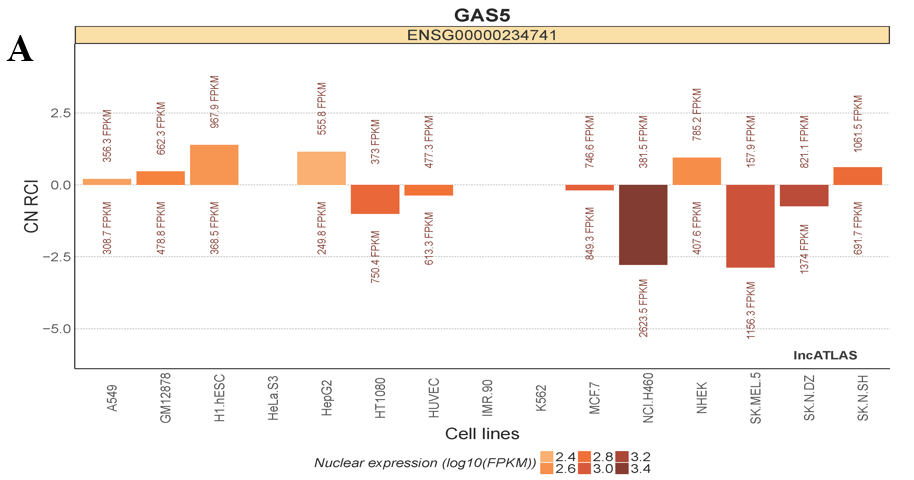 GAS5
ENSG00000234741
A
CN RCI
2.5
0.0
−2.5
−5.0
356.3 FPKM
662.3 FPKM
967.9 FPKM
555.8 FPKM
373 FPKM
477.3 FPKM
746.6 FPKM
381.5 FPKM
785.2 FPKM
157.9 FPKM
821.1 FPKM
1061.5 FPKM
308.7 FPKM
478.8 FPKM
368.5 FPKM
249.8 FPKM
750.4 FPKM
613.3 FPKM
849.3 FPKM
2623.5 FPKM
407.6 FPKM
1156.3 FPKM
1374 FPKM
691.7 FPKM
lncATLAS
A549
GM12878
H1.hESC
HeLa.S3
HepG2
HT1080
HUVEC
IMR.90
K562
MCF.7
NCI.H460
NHEK
SK.MEL.5
SK.N.DZ
SK.N.SH
Cell lines
Nuclear expression (log10(FPKM))
2.4 2.8 3.2
2.6 3.0 3.4